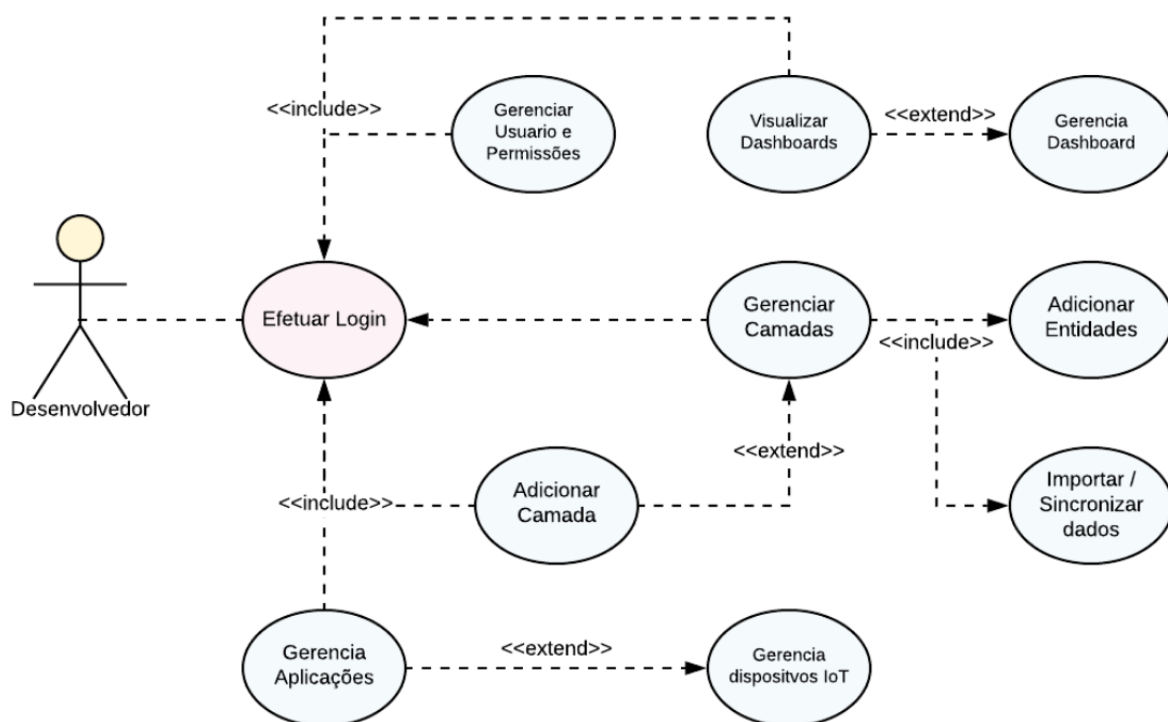 <<include>>
Gerenciar
Usuario e
Permissões
Visualizar
Dashboards
<<extend>>
Gerencia
Dashboard
Desenvolvedor
Efetuar Login
Gerenciar
Camadas
<<include>>
Adicionar
Entidades
<<extend>>
<<include>>
Adicionar
Camada
Importar /
Sincronizar
dados
Gerencia
Aplicações
<<extend>>
Gerencia
dispositvos IoT